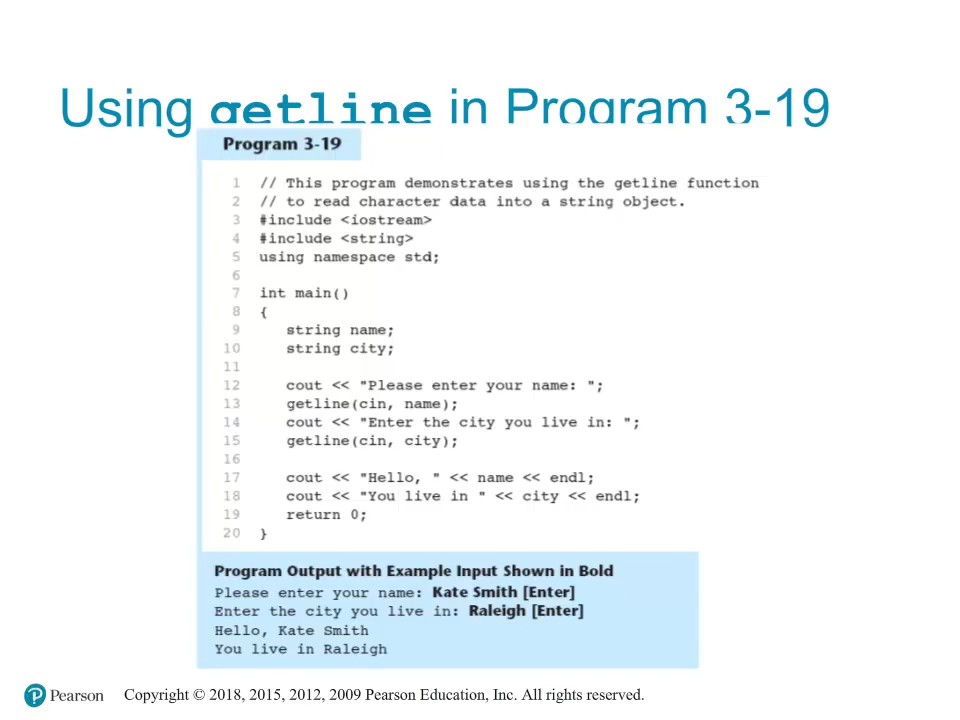 Using getline in Program 3-19
Program 3-19
1 // This program demonstrates using the getline function
2 // to read character data into a string object.
3 #include <iostream>
4 #include <string>
5 using namespace std;
6
7 int main()
8 {
9    string name;
10    string city;
11
12    cout << "Please enter your name: ";
13    getline(cin, name);
14    cout << "Enter the city you live in: ";
15    getline(cin, city);
16
17    cout << "Hello, " << name << endl;
18    cout << "You live in " << city << endl;
19    return 0;
20 }
Program Output with Example Input Shown in Bold
Please enter your name: Kate Smith [Enter]
Enter the city you live in: Raleigh [Enter]
Hello, Kate Smith
You live in Raleigh
P Pearson Copyright © 2018, 2015, 2012, 2009 Pearson Education, Inc. All rights reserved.